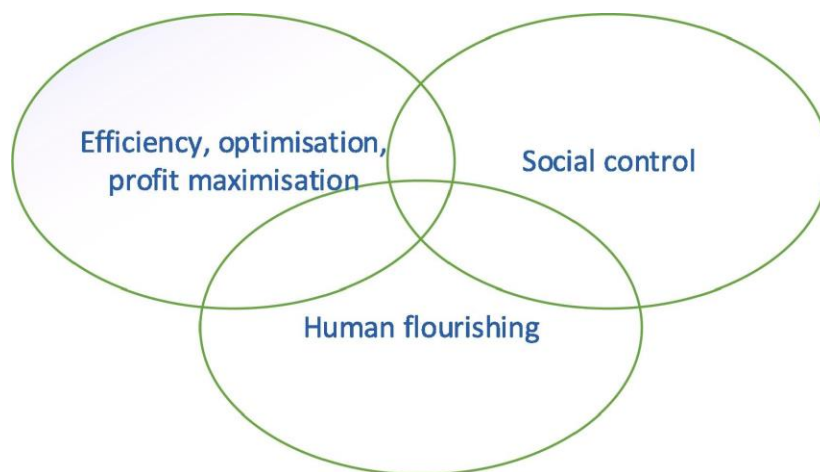 Efficiency, optimisation,
profit maximisation
Social control
Human flourishing